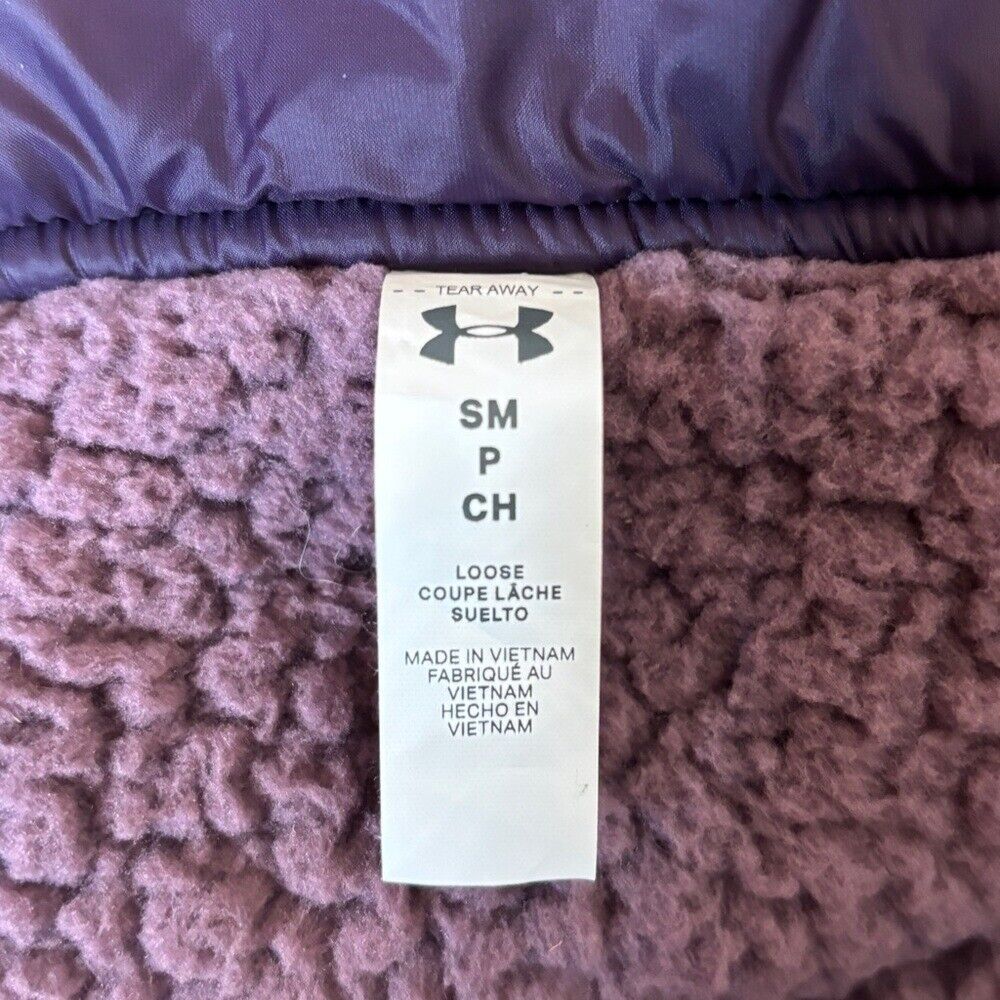 -- TEAR AWAY --
SM
P
CH
LOOSE
COUPE LÂCHE
SUELTO
MADE IN VIETNAM
FABRIQUÉ AU
VIETNAM
HECHO EN
VIETNAM